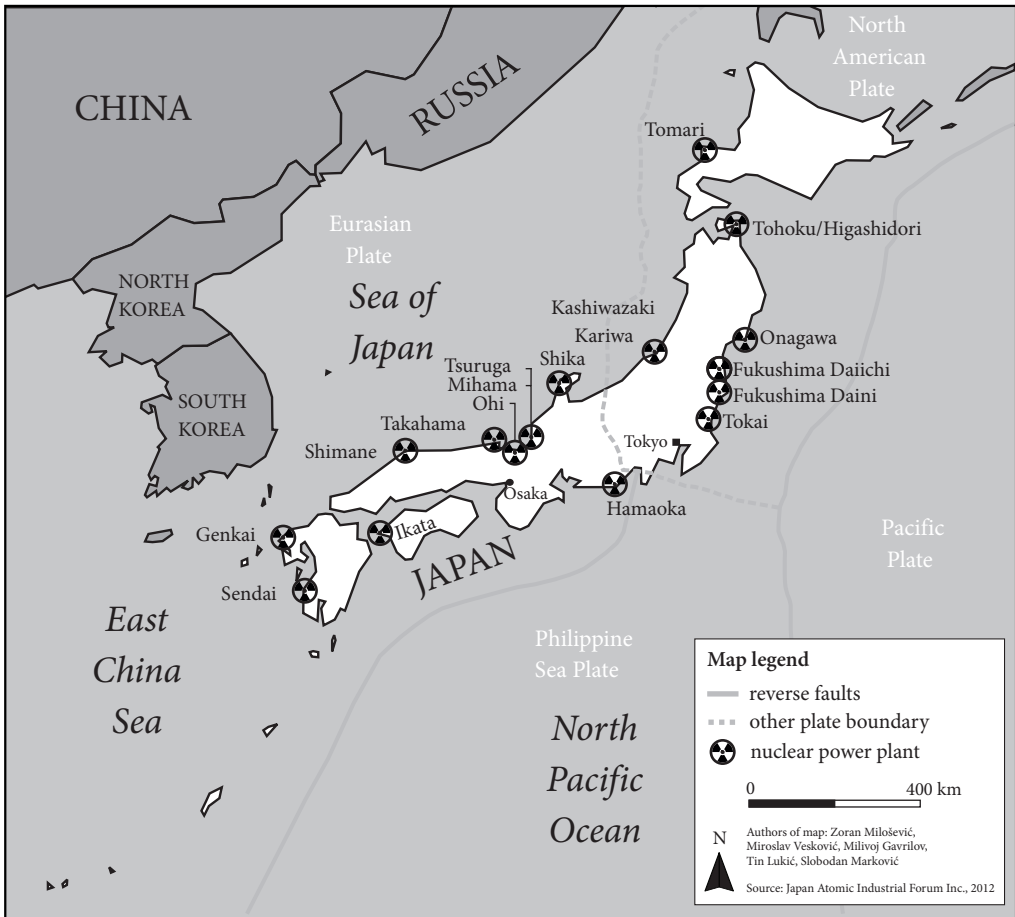 North
American
Plate
CHINA
RUSSIA
Tomari
Eurasian
Plate
Tohoku/Higashidori
NORTH
KOREA
Sea of
Japan
Kashiwazaki
Kariwa
Onagawa
Tsuruga
Mihama
Ohi
Shika
Fukushima Daiichi
Fukushima Daini
SOUTH
KOREA
Takahama
Tokai
Shimane
Tokyo
Osaka
Hamaoka
Genkai
Ikata
JAPAN
Pacific
Plate
Sendai
East
China
Sea
Philippine
Sea Plate
North
Pacific
Ocean
Map legend
reverse faults
other plate boundary
nuclear power plant
0 400 km
N
Authors of map: Zoran Milošević,
Miroslav Vesković, Milivoj Gavrilov,
Tin Lukić, Slobodan Marković
Source: Japan Atomic Industrial Forum Inc., 2012